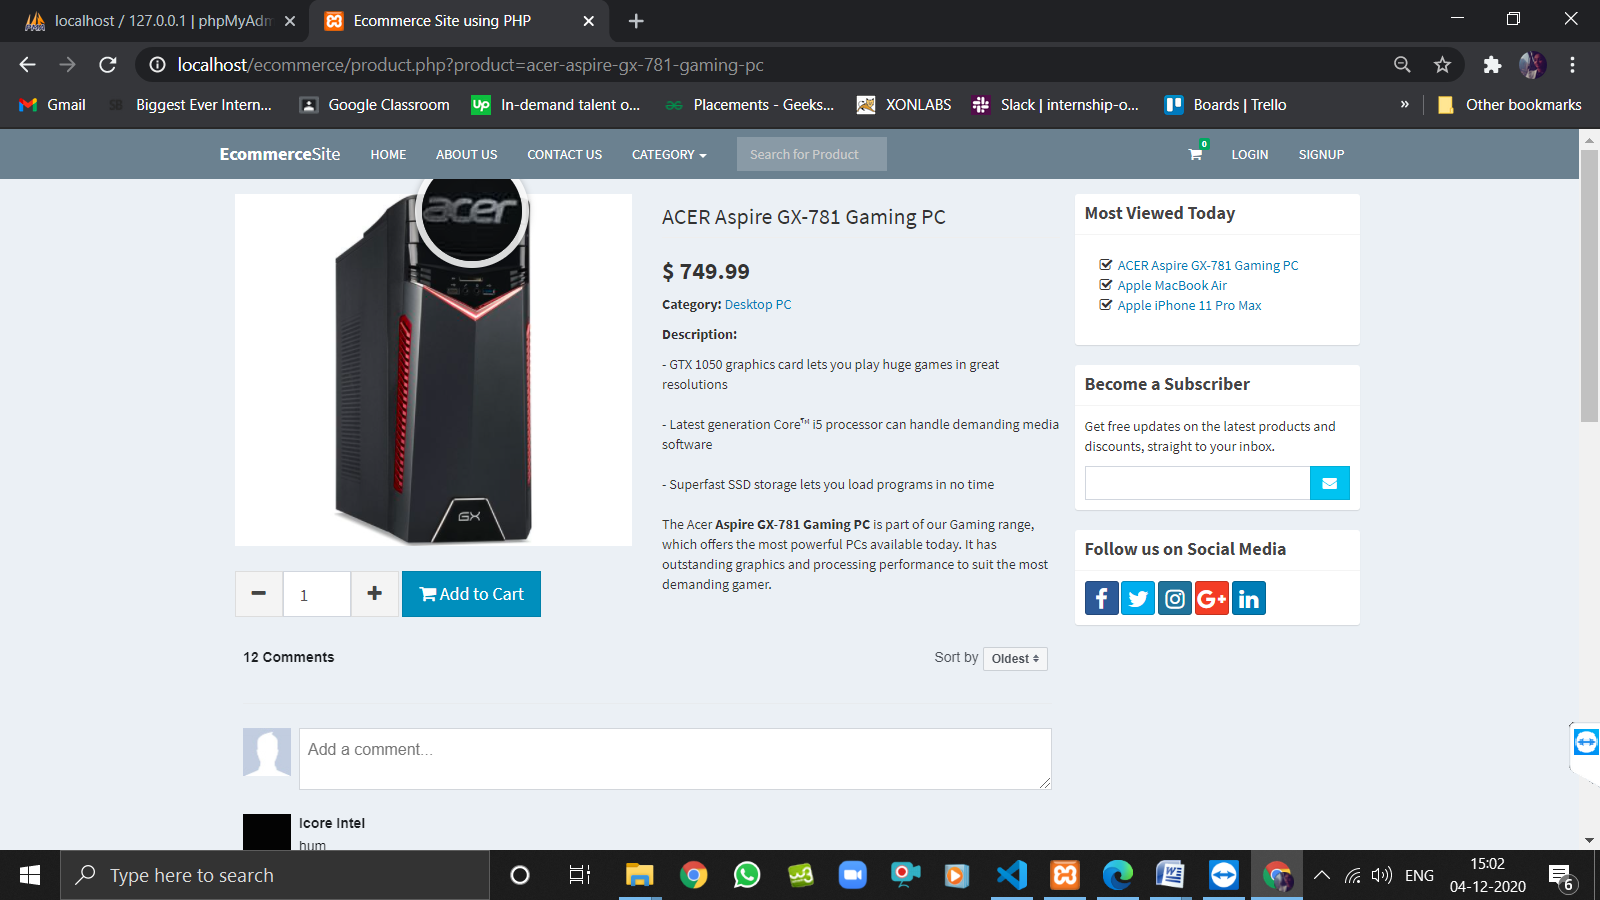 localhost / 127.0.0.1 | phpMyAdm
Ecommerce Site using PHP
localhost/ecommerce/product.php?product=acer-aspire-gx-781-gaming-pc
Gmail
SB
Biggest Ever Intern...
Google Classroom
Up
In-demand talent o...
Placements - Geeks...
XONLABS
Slack | internship-o...
Boards | Trello
»
Other bookmarks
EcommerceSite
HOME
ABOUT US
CONTACT US
CATEGORY
Search for Product
0
LOGIN
SIGNUP
acer
GX
1
Add to Cart
ACER Aspire GX-781 Gaming PC
$ 749.99
Category: Desktop PC
Description:
- GTX 1050 graphics card lets you play huge games in great
resolutions
- Latest generation Core™ i5 processor can handle demanding media
software
- Superfast SSD storage lets you load programs in no time
The Acer Aspire GX-781 Gaming PC is part of our Gaming range,
which offers the most powerful PCs available today. It has
outstanding graphics and processing performance to suit the most
demanding gamer.
Most Viewed Today
ACER Aspire GX-781 Gaming PC
Apple MacBook Air
Apple iPhone 11 Pro Max
Become a Subscriber
Get free updates on the latest products and
discounts, straight to your inbox.
Follow us on Social Media
12 Comments
Sort by Oldest
Add a comment...
Icore Intel
hum
Type here to search
ENG
15:02
04-12-2020
6